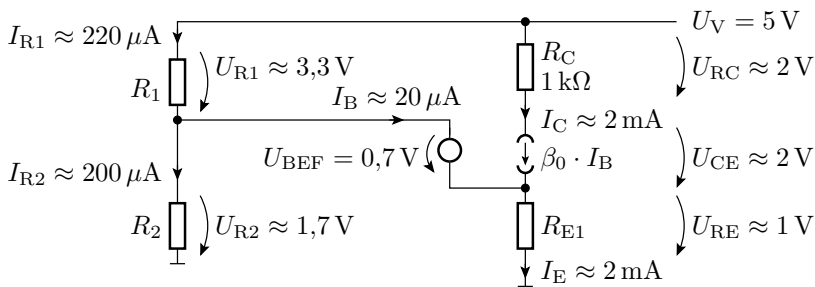 I_R1 ≈ 220 µA
U_V = 5 V
R_1
U_R1 ≈ 3,3 V
R_C
1 kΩ
U_RC ≈ 2 V
I_B ≈ 20 µA
I_C ≈ 2 mA
I_R2 ≈ 200 µA
U_BEF = 0,7 V
β_0 · I_B
U_CE ≈ 2 V
R_2
U_R2 ≈ 1,7 V
R_E1
U_RE ≈ 1 V
I_E ≈ 2 mA